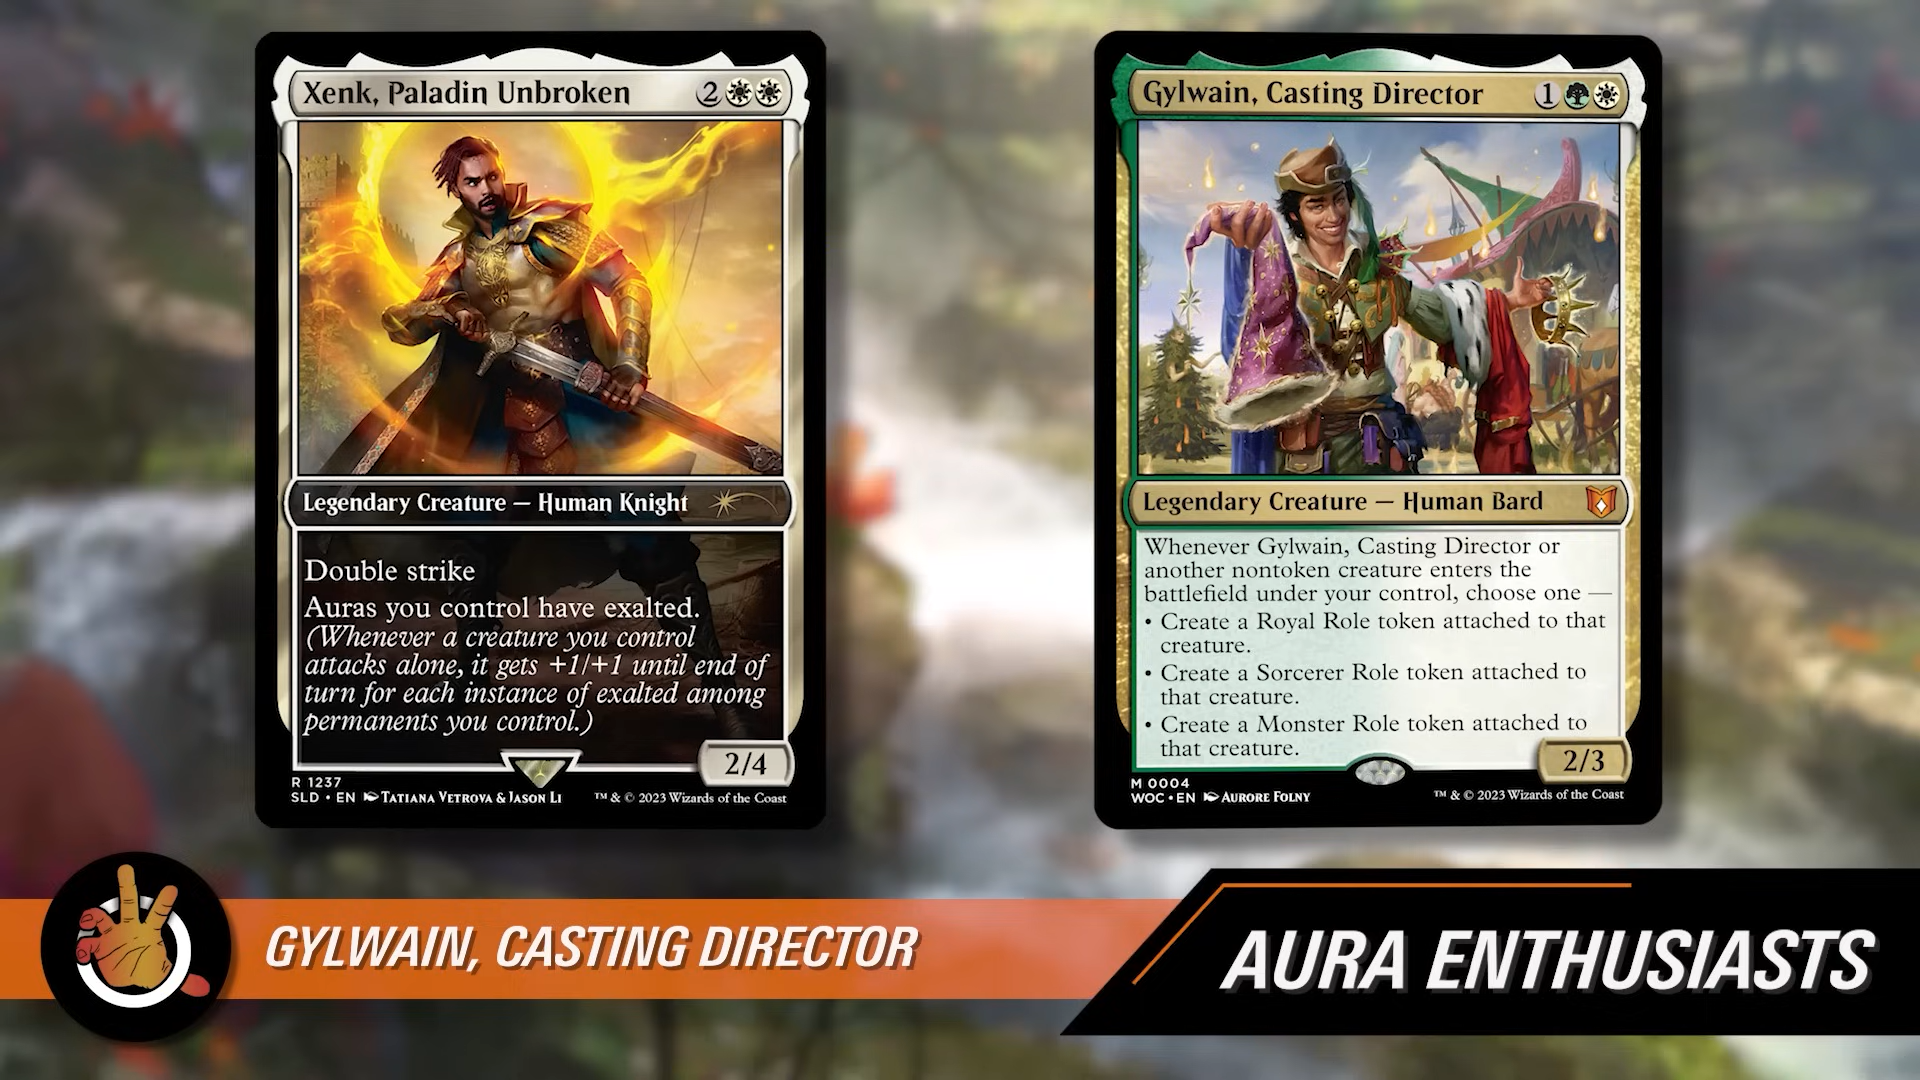 Xenk, Paladin Unbroken 2
Legendary Creature — Human Knight
Double strike
Auras you control have exalted.
(Whenever a creature you control
attacks alone, it gets +1/+1 until end of
turn for each instance of exalted among
permanents you control.)
2/4
R 1237
SLD • EN Tatiana Vetrova & Jason Li ™ & © 2023 Wizards of the Coast
Gylwain, Casting Director 1
Legendary Creature — Human Bard
Whenever Gylwain, Casting Director or
another nontoken creature enters the
battlefield under your control, choose one —
• Create a Royal Role token attached to that
creature.
• Create a Sorcerer Role token attached to
that creature.
• Create a Monster Role token attached to
that creature.
2/3
M 0004
WOC • EN Aurore Folny ™ & © 2023 Wizards of the Coast
GYLWAIN, CASTING DIRECTOR
AURA ENTHUSIASTS